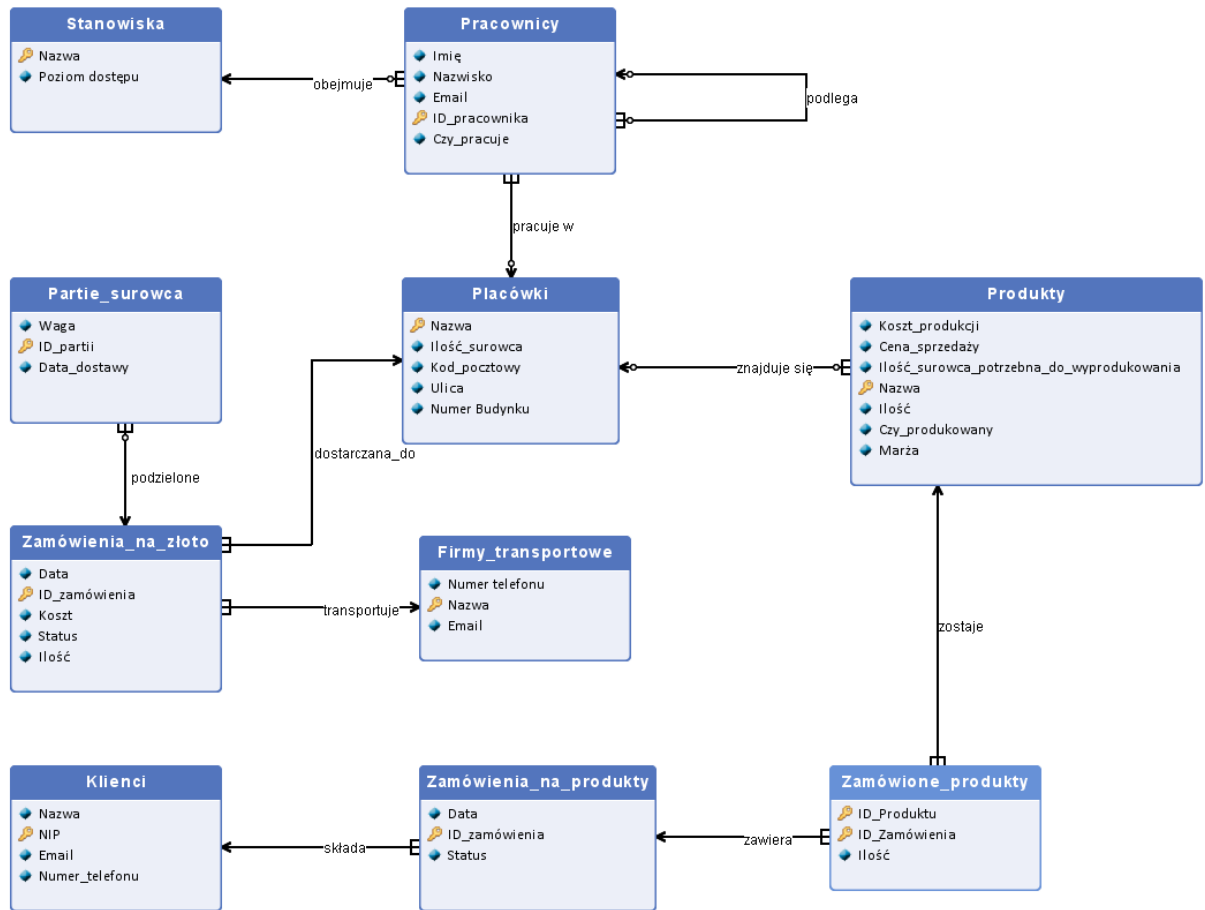 Stanowiska
Nazwa
Poziom dostępu
obejmuje
Pracownicy
Imię
Nazwisko
Email
ID_pracownika
Czy_pracuje
podlega
pracuje w
Partie_surowca
Waga
ID_partii
Data_dostawy
podzielone
Placówki
Nazwa
Ilość_surowca
Kod_pocztowy
Ulica
Numer Budynku
dostarczana_do
znajduje się
Produkty
Koszt_produkcji
Cena_sprzedaży
Ilość_surowca_potrzebna_do_wyprodukowania
Nazwa
Ilość
Czy_produkowany
Marża
Zamówienia_na_złoto
Data
ID_zamówienia
Koszt
Status
Ilość
transportuje
Firmy_transportowe
Numer telefonu
Nazwa
Email
zostaje
Klienci
Nazwa
NIP
Email
Numer_telefonu
składa
Zamówienia_na_produkty
Data
ID_zamówienia
Status
zawiera
Zamówione_produkty
ID_Produktu
ID_Zamówienia
Ilość